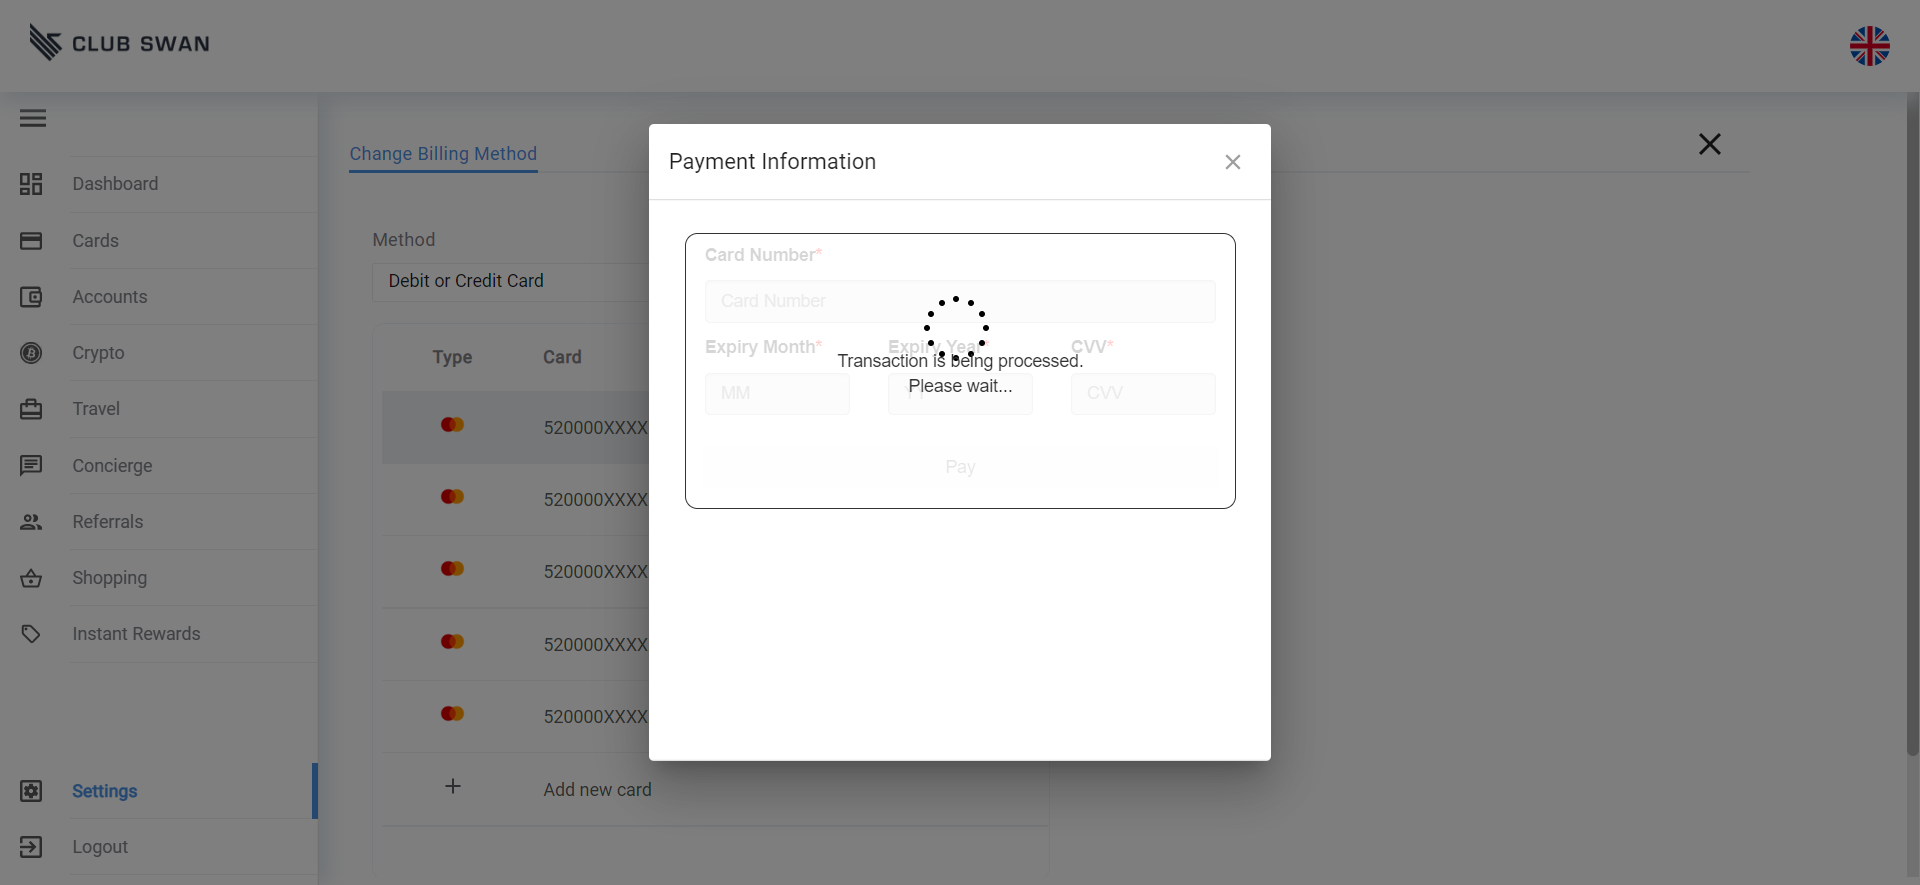 CLUB SWAN
Dashboard
Cards
Accounts
Crypto
Travel
Concierge
Referrals
Shopping
Instant Rewards
Settings
Logout
Change Billing Method
Method
Debit or Credit Card
Type Card
520000XXXX
520000XXXX
520000XXXX
520000XXXX
520000XXXX
Add new card
Payment Information
Card Number*
Card Number
Expiry Month* Expiry Year* CVV*
Transaction is being processed.
Please wait...
MM YY CVV
Pay